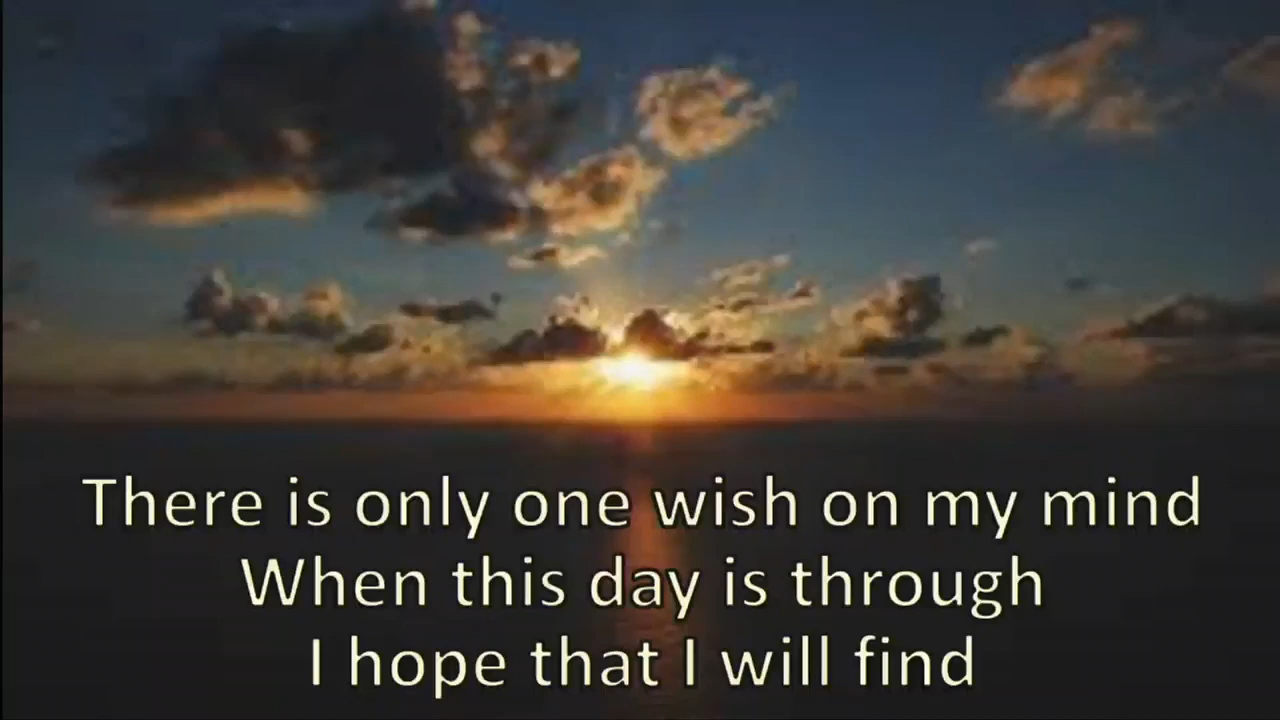 There is only one wish on my mind
When this day is through
I hope that I will find